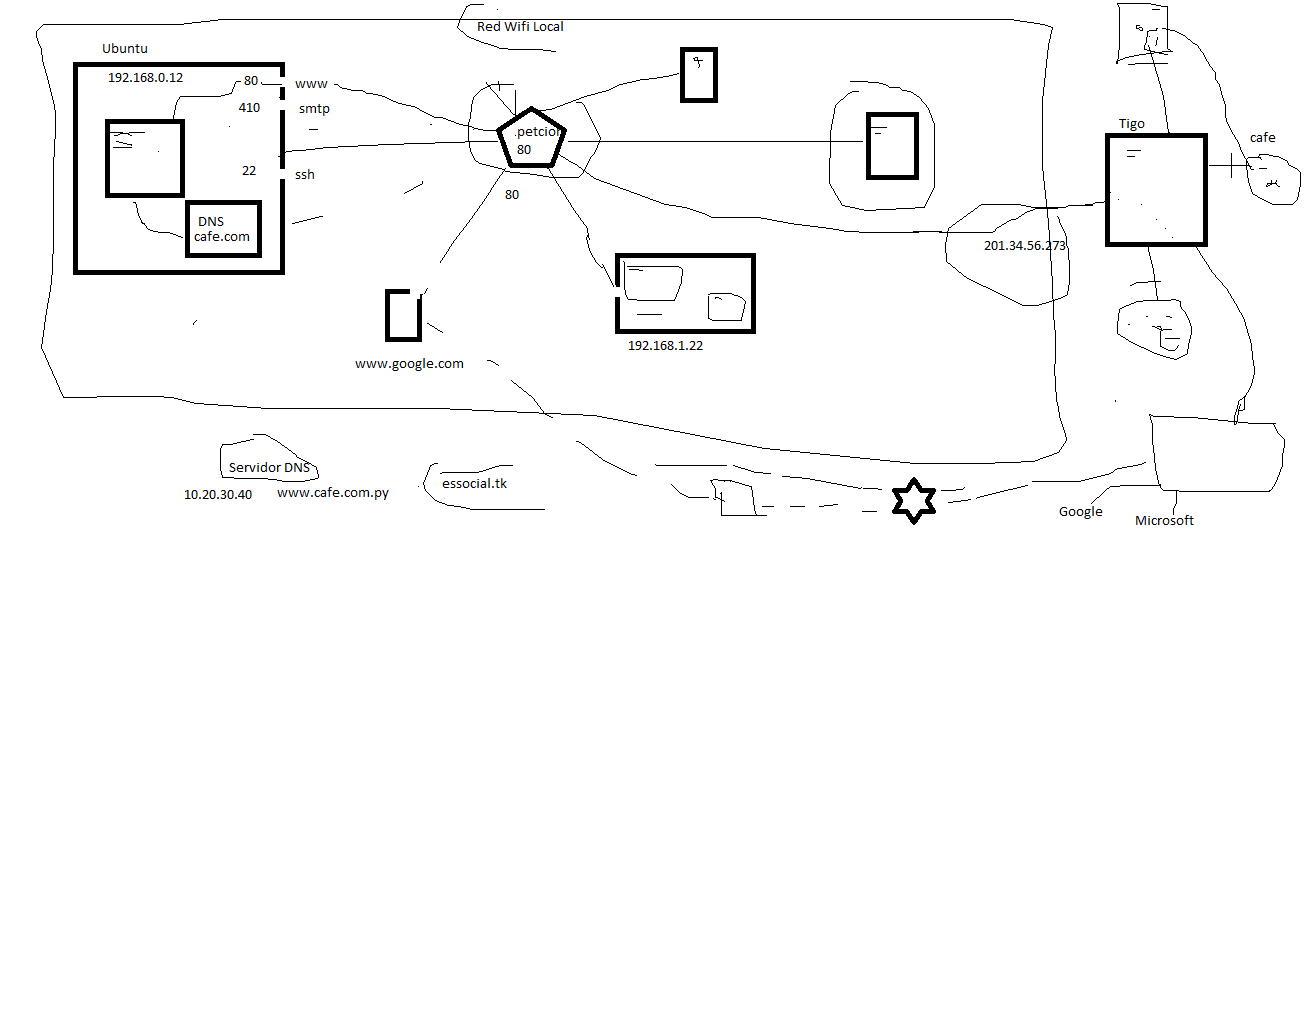 Red Wifi Local
Ubuntu
192.168.0.12
80
www
410
smtp
22
ssh
DNS
cafe.com
.petcion
80
80
www.google.com
192.168.1.22
201.34.56.273
Tigo
cafe
Servidor DNS
10.20.30.40
www.cafe.com.py
essocial.tk
Google
Microsoft